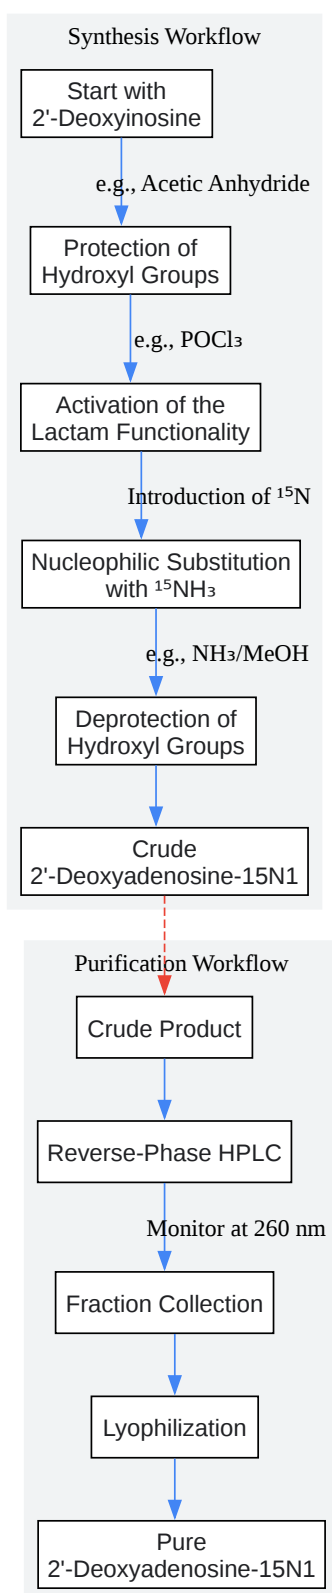 Synthesis Workflow
Start with
2'-Deoxyinosine
e.g., Acetic Anhydride
Protection of
Hydroxyl Groups
e.g., POCl₃
Activation of the
Lactam Functionality
Introduction of ¹⁵N
Nucleophilic Substitution
with ¹⁵NH₃
e.g., NH₃/MeOH
Deprotection of
Hydroxyl Groups
Crude
2'-Deoxyadenosine-15N1
Purification Workflow
Crude Product
Reverse-Phase HPLC
Monitor at 260 nm
Fraction Collection
Lyophilization
Pure
2'-Deoxyadenosine-15N1